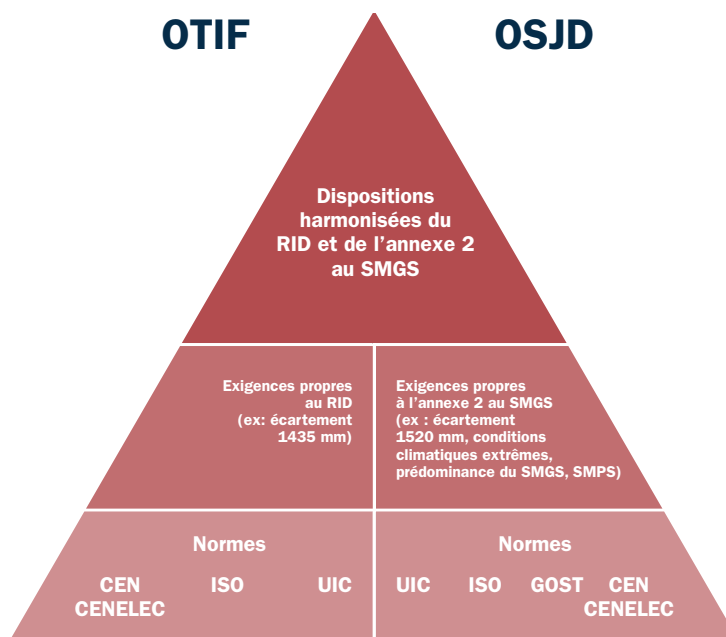 OTIF
OSJD
Dispositions
harmonisées du
RID et de l’annexe 2
au SMGS
Exigences propres
au RID
(ex: écartement
1435 mm)
Exigences propres
à l’annexe 2 au SMGS
(ex : écartement
1520 mm, conditions
climatiques extrêmes,
prédominance du SMGS, SMPS)
Normes
CEN
CENELEC
ISO
UIC
Normes
UIC
ISO
GOST
CEN
CENELEC